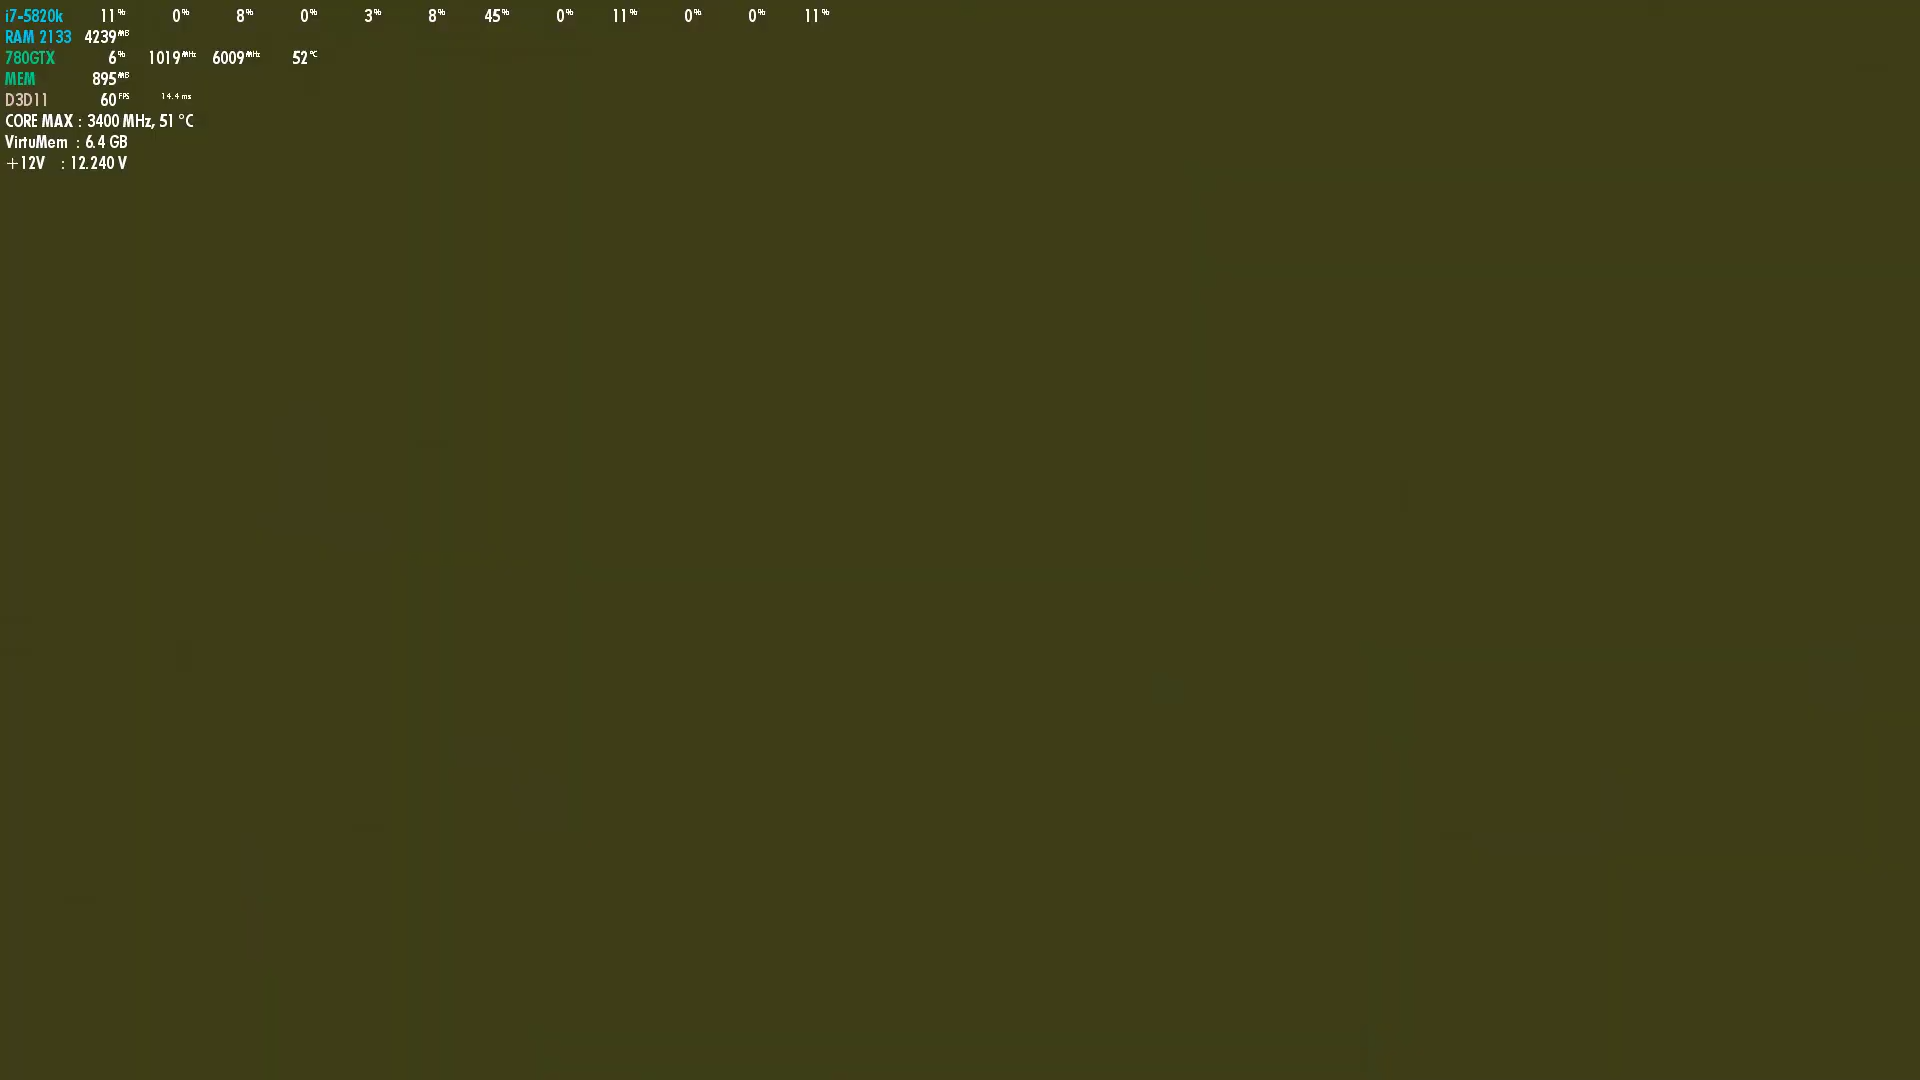 i7-5820k 11% 0% 8% 0% 3% 8% 45% 0% 11% 0% 0% 11%
RAM 2133 4239MB
780GTX 6% 1019MHz 6009MHz 52°C
MEM 895MB
D3D11 60FPS 14.4 ms
CORE MAX : 3400 MHz, 51 °C
VirtuMem : 6.4 GB
+12V : 12.240 V